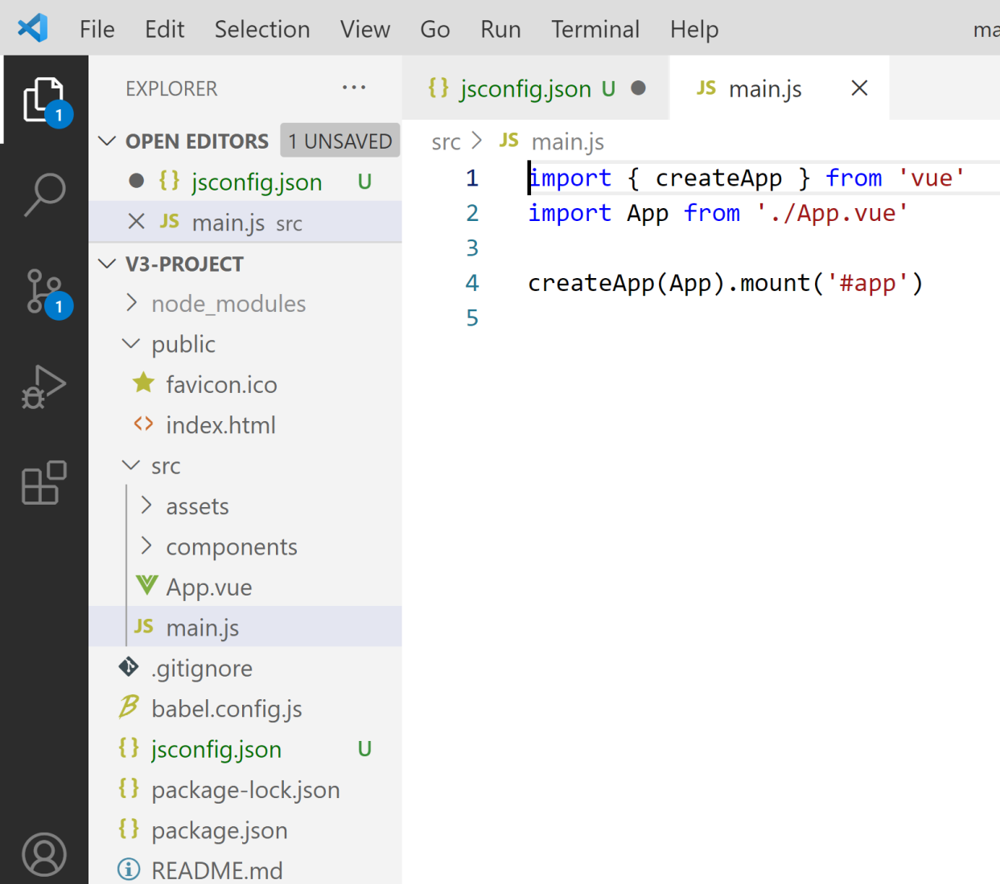 File Edit Selection View Go Run Terminal Help
EXPLORER ...
{} jsconfig.json U
JS main.js
1
OPEN EDITORS 1 UNSAVED
src > JS main.js
{} jsconfig.json U
JS main.js src
1 import { createApp } from 'vue'
2 import App from './App.vue'
3
4 createApp(App).mount('#app')
5
V3-PROJECT
node_modules
1
public
favicon.ico
<> index.html
src
assets
components
App.vue
JS main.js
.gitignore
babel.config.js
{} jsconfig.json U
{} package-lock.json
{} package.json
README.md